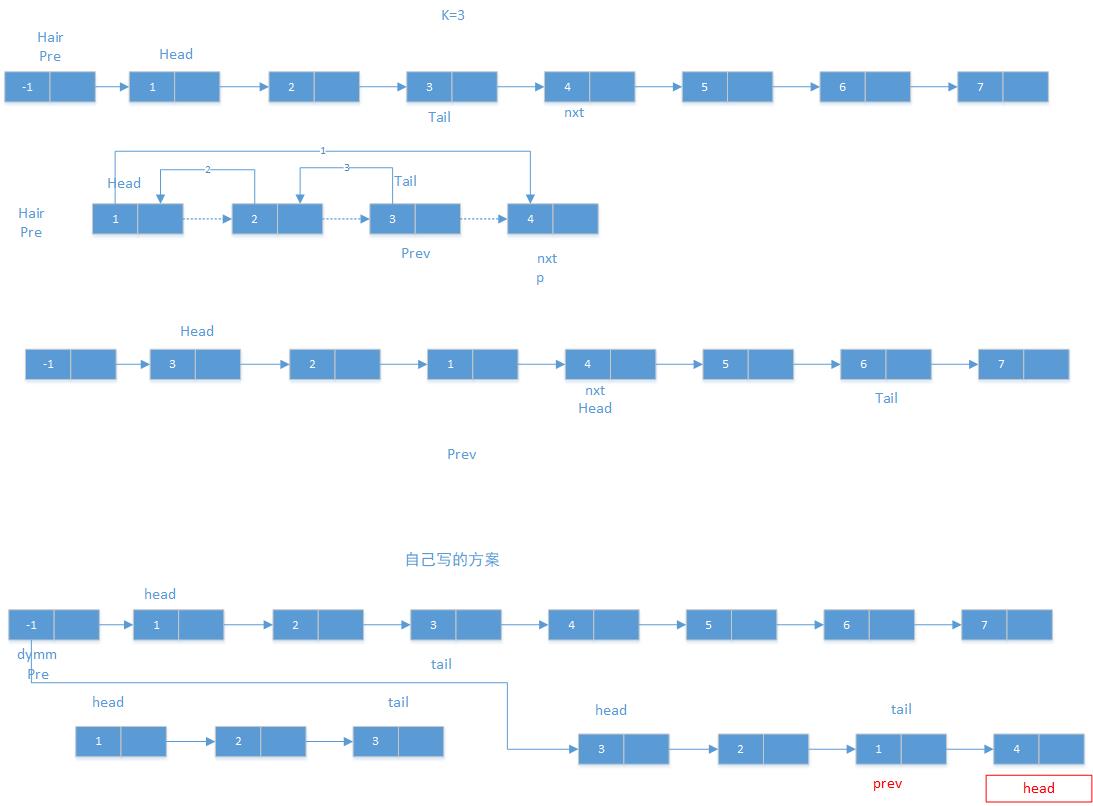 K=3
Hair
Pre
Head
-1 1 2 3 4 5 6 7
Tail
nxt
1
2
3
Head
Tail
Hair
Pre
1 2 3 4
Prev
nxt
p
Head
-1 3 2 1 4 5 6 7
nxt
Head
Tail
Prev
自己写的方案
head
-1 1 2 3 4 5 6 7
dymm
Pre
tail
head
tail
1 2 3
head
tail
3 2 1 4
prev
head